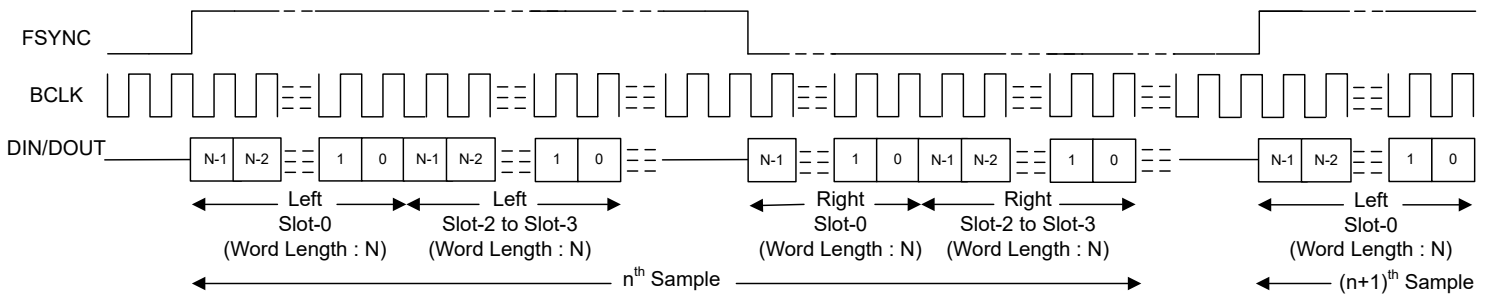 FSYNC
BCLK
DIN/DOUT
N-1 N-2 1 0 N-1 N-2 1 0 N-1 1 0 N-1 N-2 1 0 N-1 N-2 1 0
Left Left Right Right Left
Slot-0 Slot-2 to Slot-3 Slot-0 Slot-2 to Slot-3 Slot-0
(Word Length : N) (Word Length : N) (Word Length : N) (Word Length : N) (Word Length : N)
nth Sample (n+1)th Sample